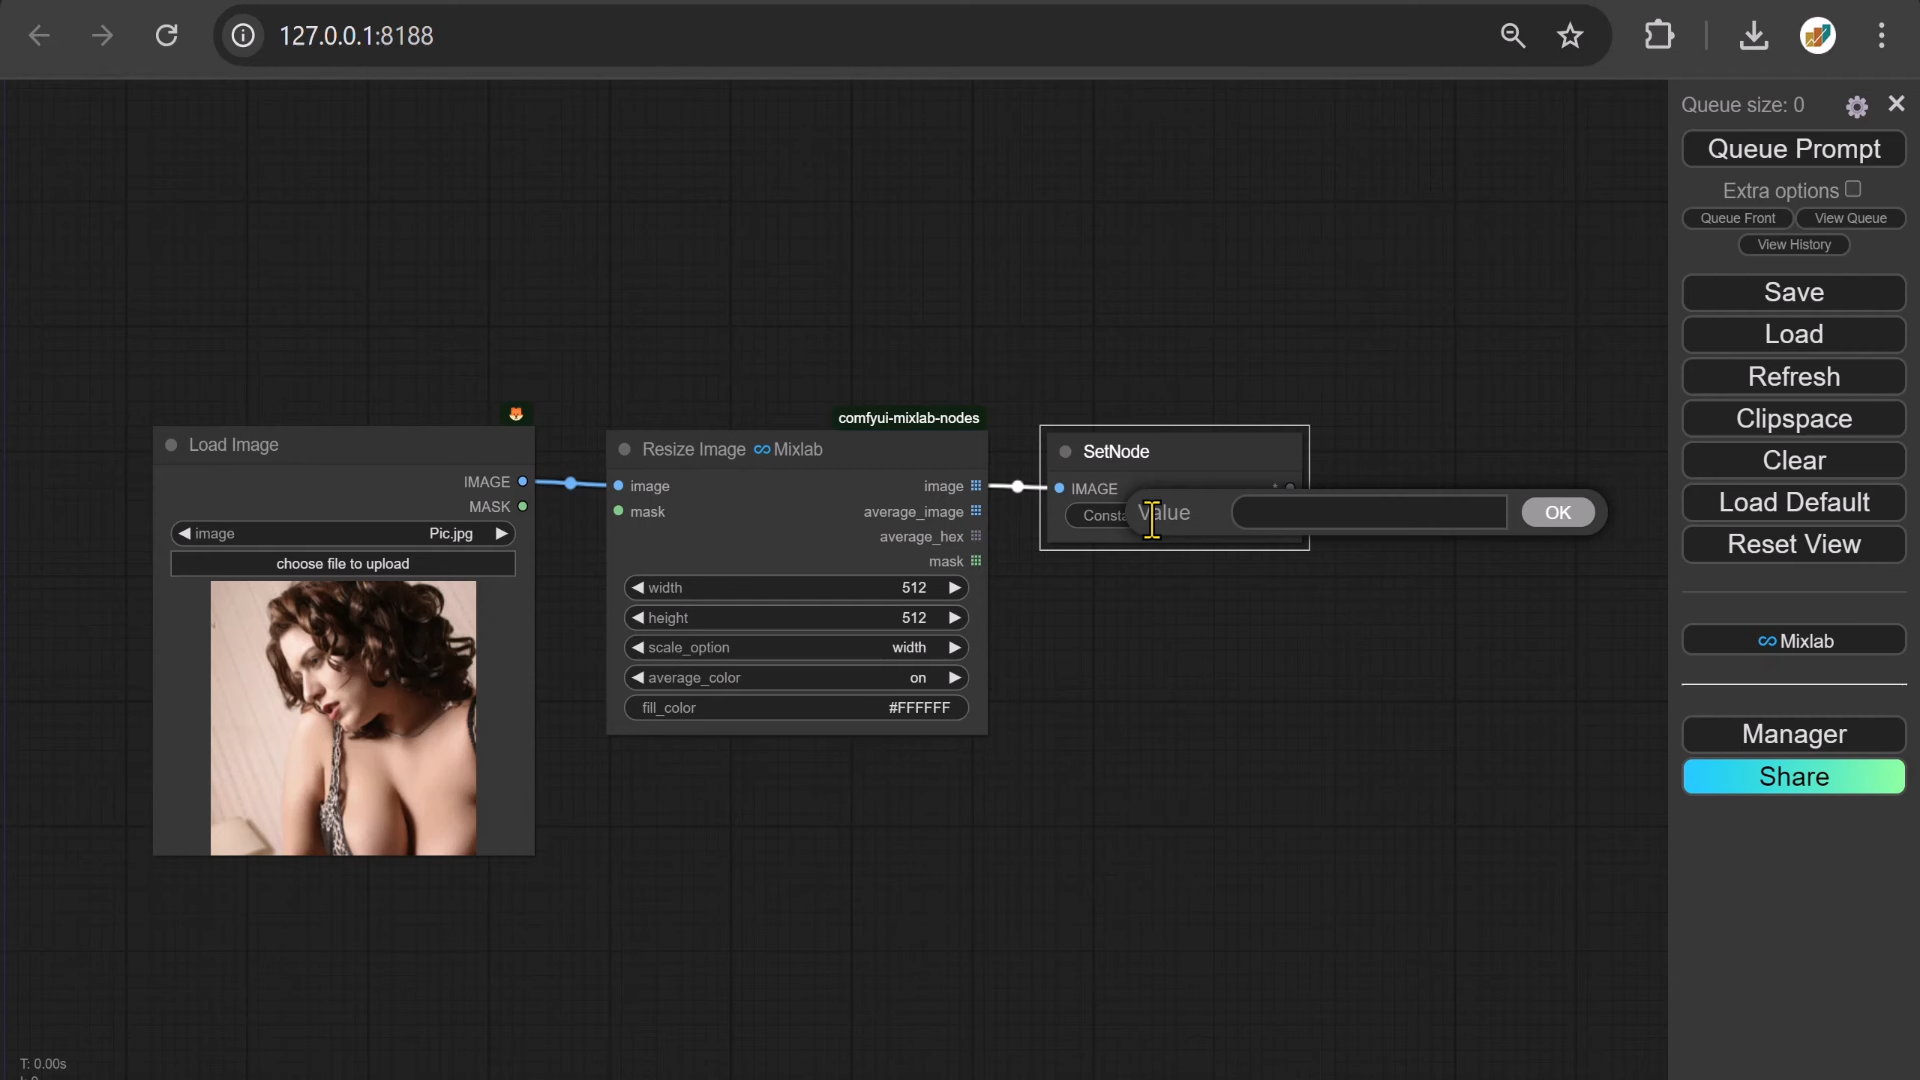 127.0.0.1:8188
Queue size: 0
Queue Prompt
Extra options
Queue Front
View Queue
View History
Save
Load
Refresh
Clipspace
Clear
Load Default
Reset View
Mixlab
Manager
Share
Load Image
IMAGE
MASK
image Pic.jpg
choose file to upload
comfyui-mixlab-nodes
Resize Image Mixlab
image image
mask average_image
average_hex
mask
width 512
height 512
scale_option width
average_color on
fill_color #FFFFFF
SetNode
IMAGE *
Value OK
T: 0.00s